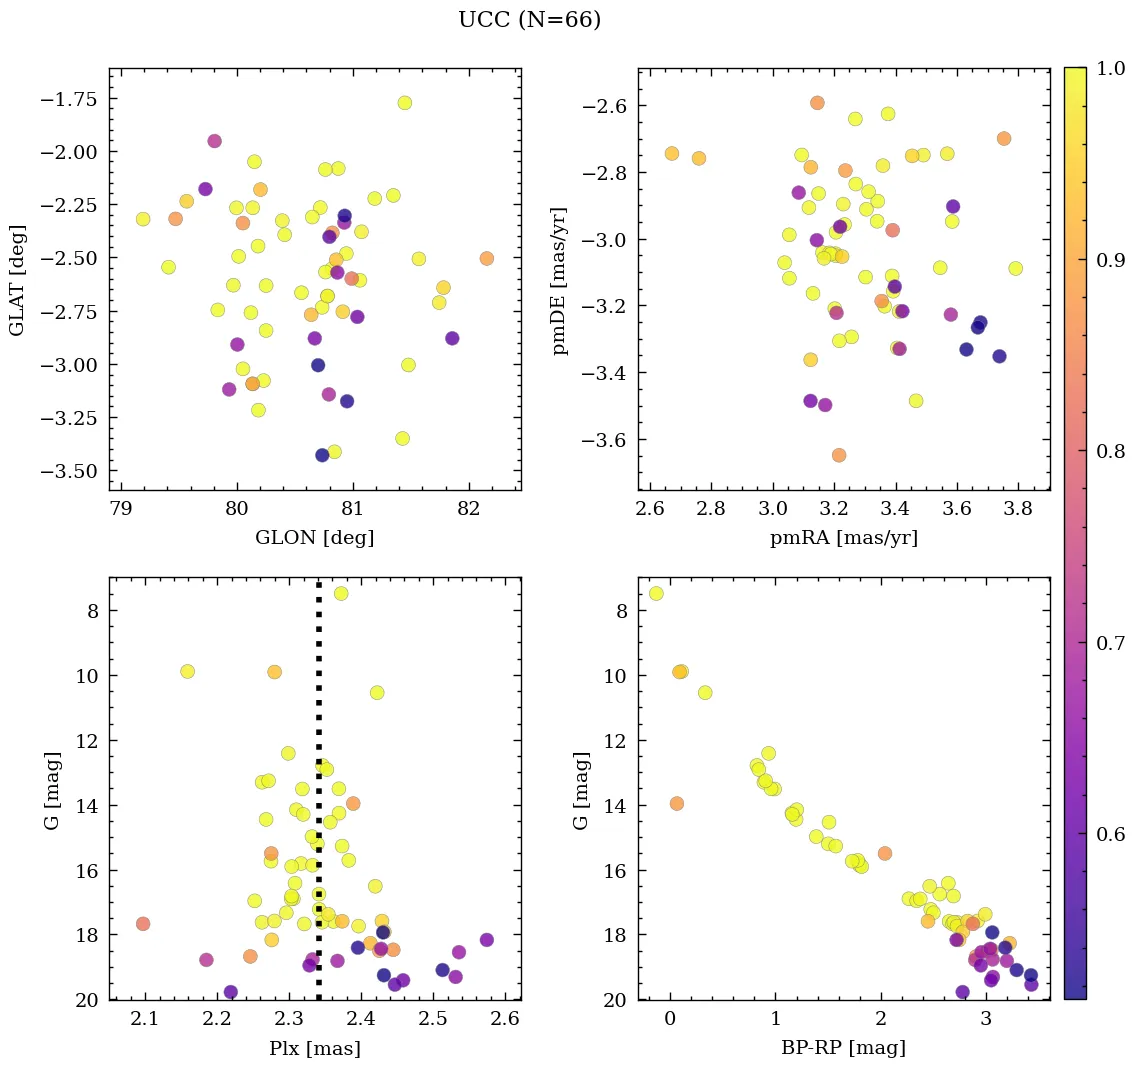 UCC (N=66)
−1.75
−2.00
−2.25
−2.50
−2.75
−3.00
−3.25
−3.50
GLAT [deg]
79 80 81 82
GLON [deg]
−2.6
−2.8
−3.0
−3.2
−3.4
−3.6
pmDE [mas/yr]
2.6 2.8 3.0 3.2 3.4 3.6 3.8
pmRA [mas/yr]
1.0
0.9
0.8
0.7
0.6
8
10
12
14
16
18
20
G [mag]
2.1 2.2 2.3 2.4 2.5 2.6
Plx [mas]
8
10
12
14
16
18
20
G [mag]
0 1 2 3
BP-RP [mag]